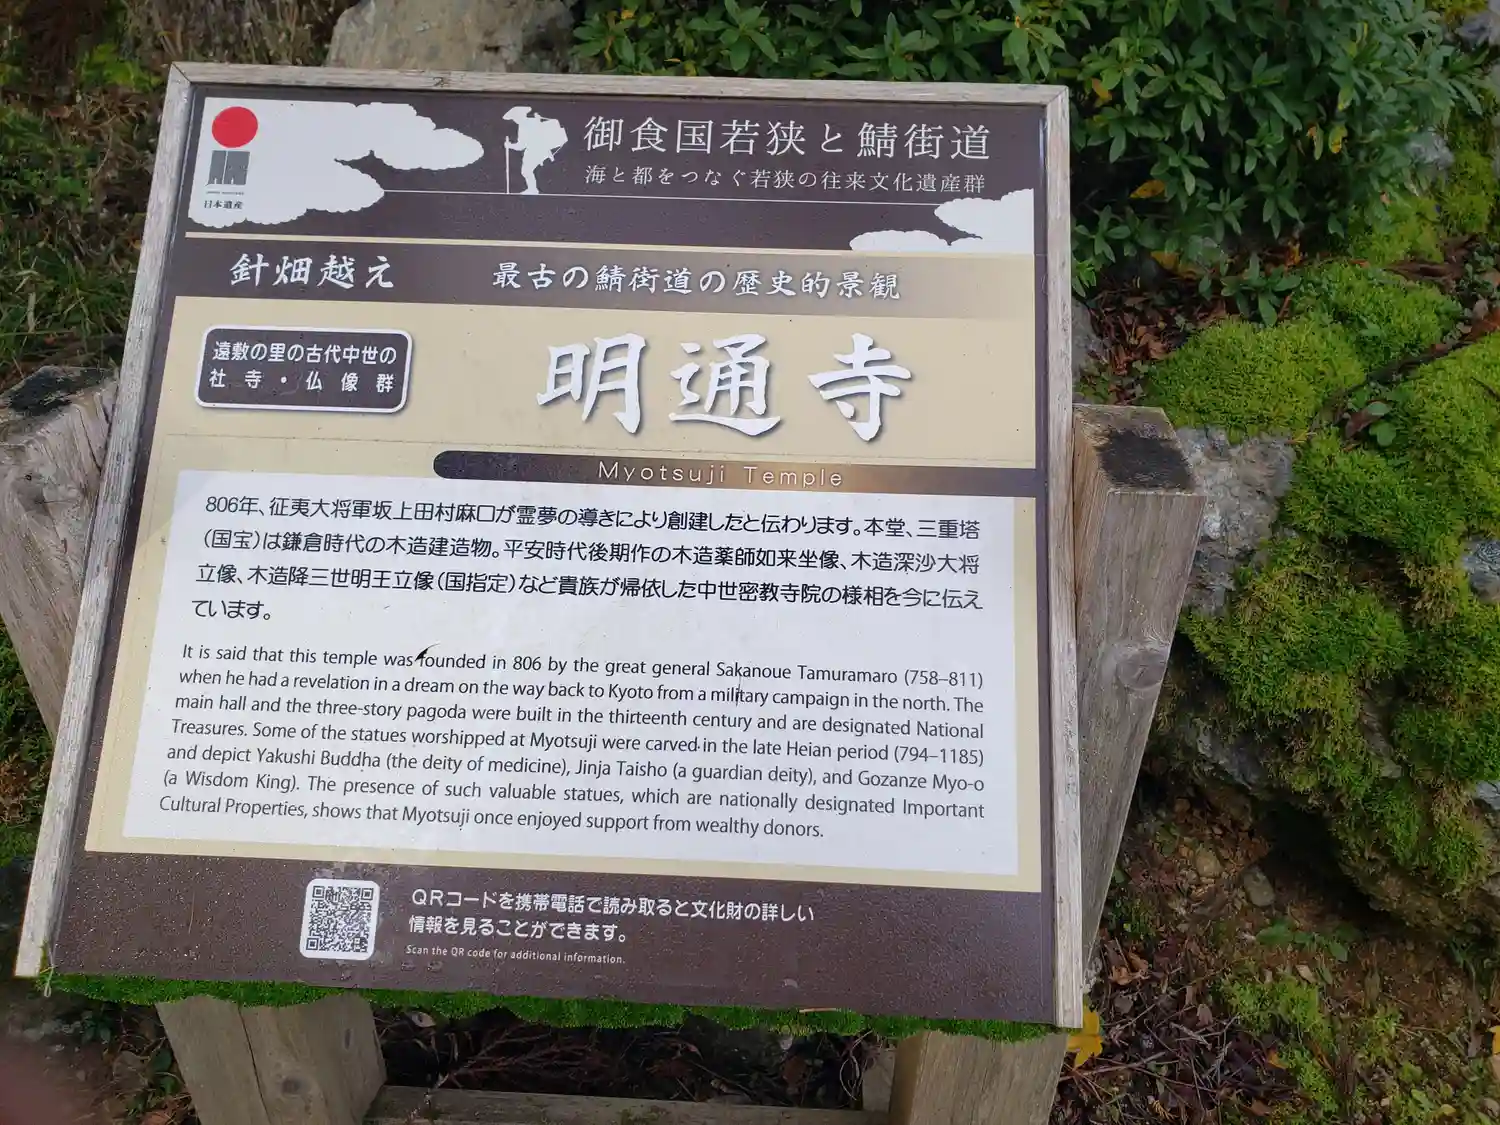 御食国若狭と鯖街道
海と都をつなぐ若狭の往来文化遺産群
日本遺産
針畑越え
最古の鯖街道の歴史的景観
遠敷の里の古代中世の
社寺・仏像群
明通寺
Myotsuji Temple
806年、征夷大将軍坂上田村麻口が霊夢の導きにより創建したと伝わります。本堂、三重塔
（国宝）は鎌倉時代の木造建造物。平安時代後期作の木造薬師如来坐像、木造深沙大将
立像、木造降三世明王立像（国指定）など貴族が帰依した中世密教寺院の様相を今に伝え
ています。
It is said that this temple was founded in 806 by the great general Sakanoue Tamuramaro (758–811)
when he had a revelation in a dream on the way back to Kyoto from a military campaign in the north. The
main hall and the three-story pagoda were built in the thirteenth century and are designated National
Treasures. Some of the statues worshipped at Myotsuji were carved in the late Heian period (794–1185)
and depict Yakushi Buddha (the deity of medicine), Jinja Taisho (a guardian deity), and Gozanze Myo-o
(a Wisdom King). The presence of such valuable statues, which are nationally designated Important
Cultural Properties, shows that Myotsuji once enjoyed support from wealthy donors.
QRコードを携帯電話で読み取ると文化財の詳しい
情報を見ることができます。
Scan the QR code for additional information.